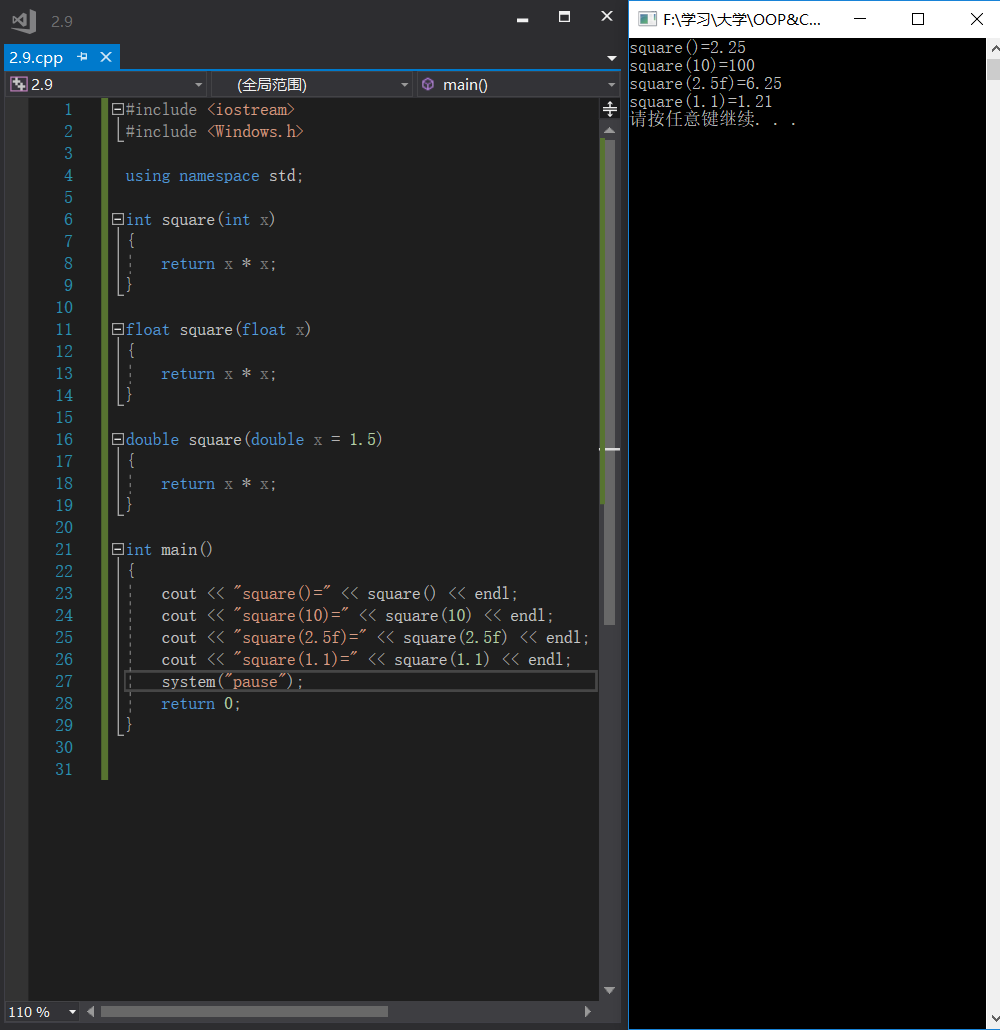 2.9
2.9.cpp
2.9 (全局范围) main()
1 #include <iostream>
2 #include <Windows.h>
3
4 using namespace std;
5
6 int square(int x)
7 {
8     return x * x;
9 }
10
11 float square(float x)
12 {
13     return x * x;
14 }
15
16 double square(double x = 1.5)
17 {
18     return x * x;
19 }
20
21 int main()
22 {
23     cout << "square()=" << square() << endl;
24     cout << "square(10)=" << square(10) << endl;
25     cout << "square(2.5f)=" << square(2.5f) << endl;
26     cout << "square(1.1)=" << square(1.1) << endl;
27     system("pause");
28     return 0;
29 }
30
31
110 %
F:\学习\大学\OOP&C...
square()=2.25
square(10)=100
square(2.5f)=6.25
square(1.1)=1.21
请按任意键继续. . .